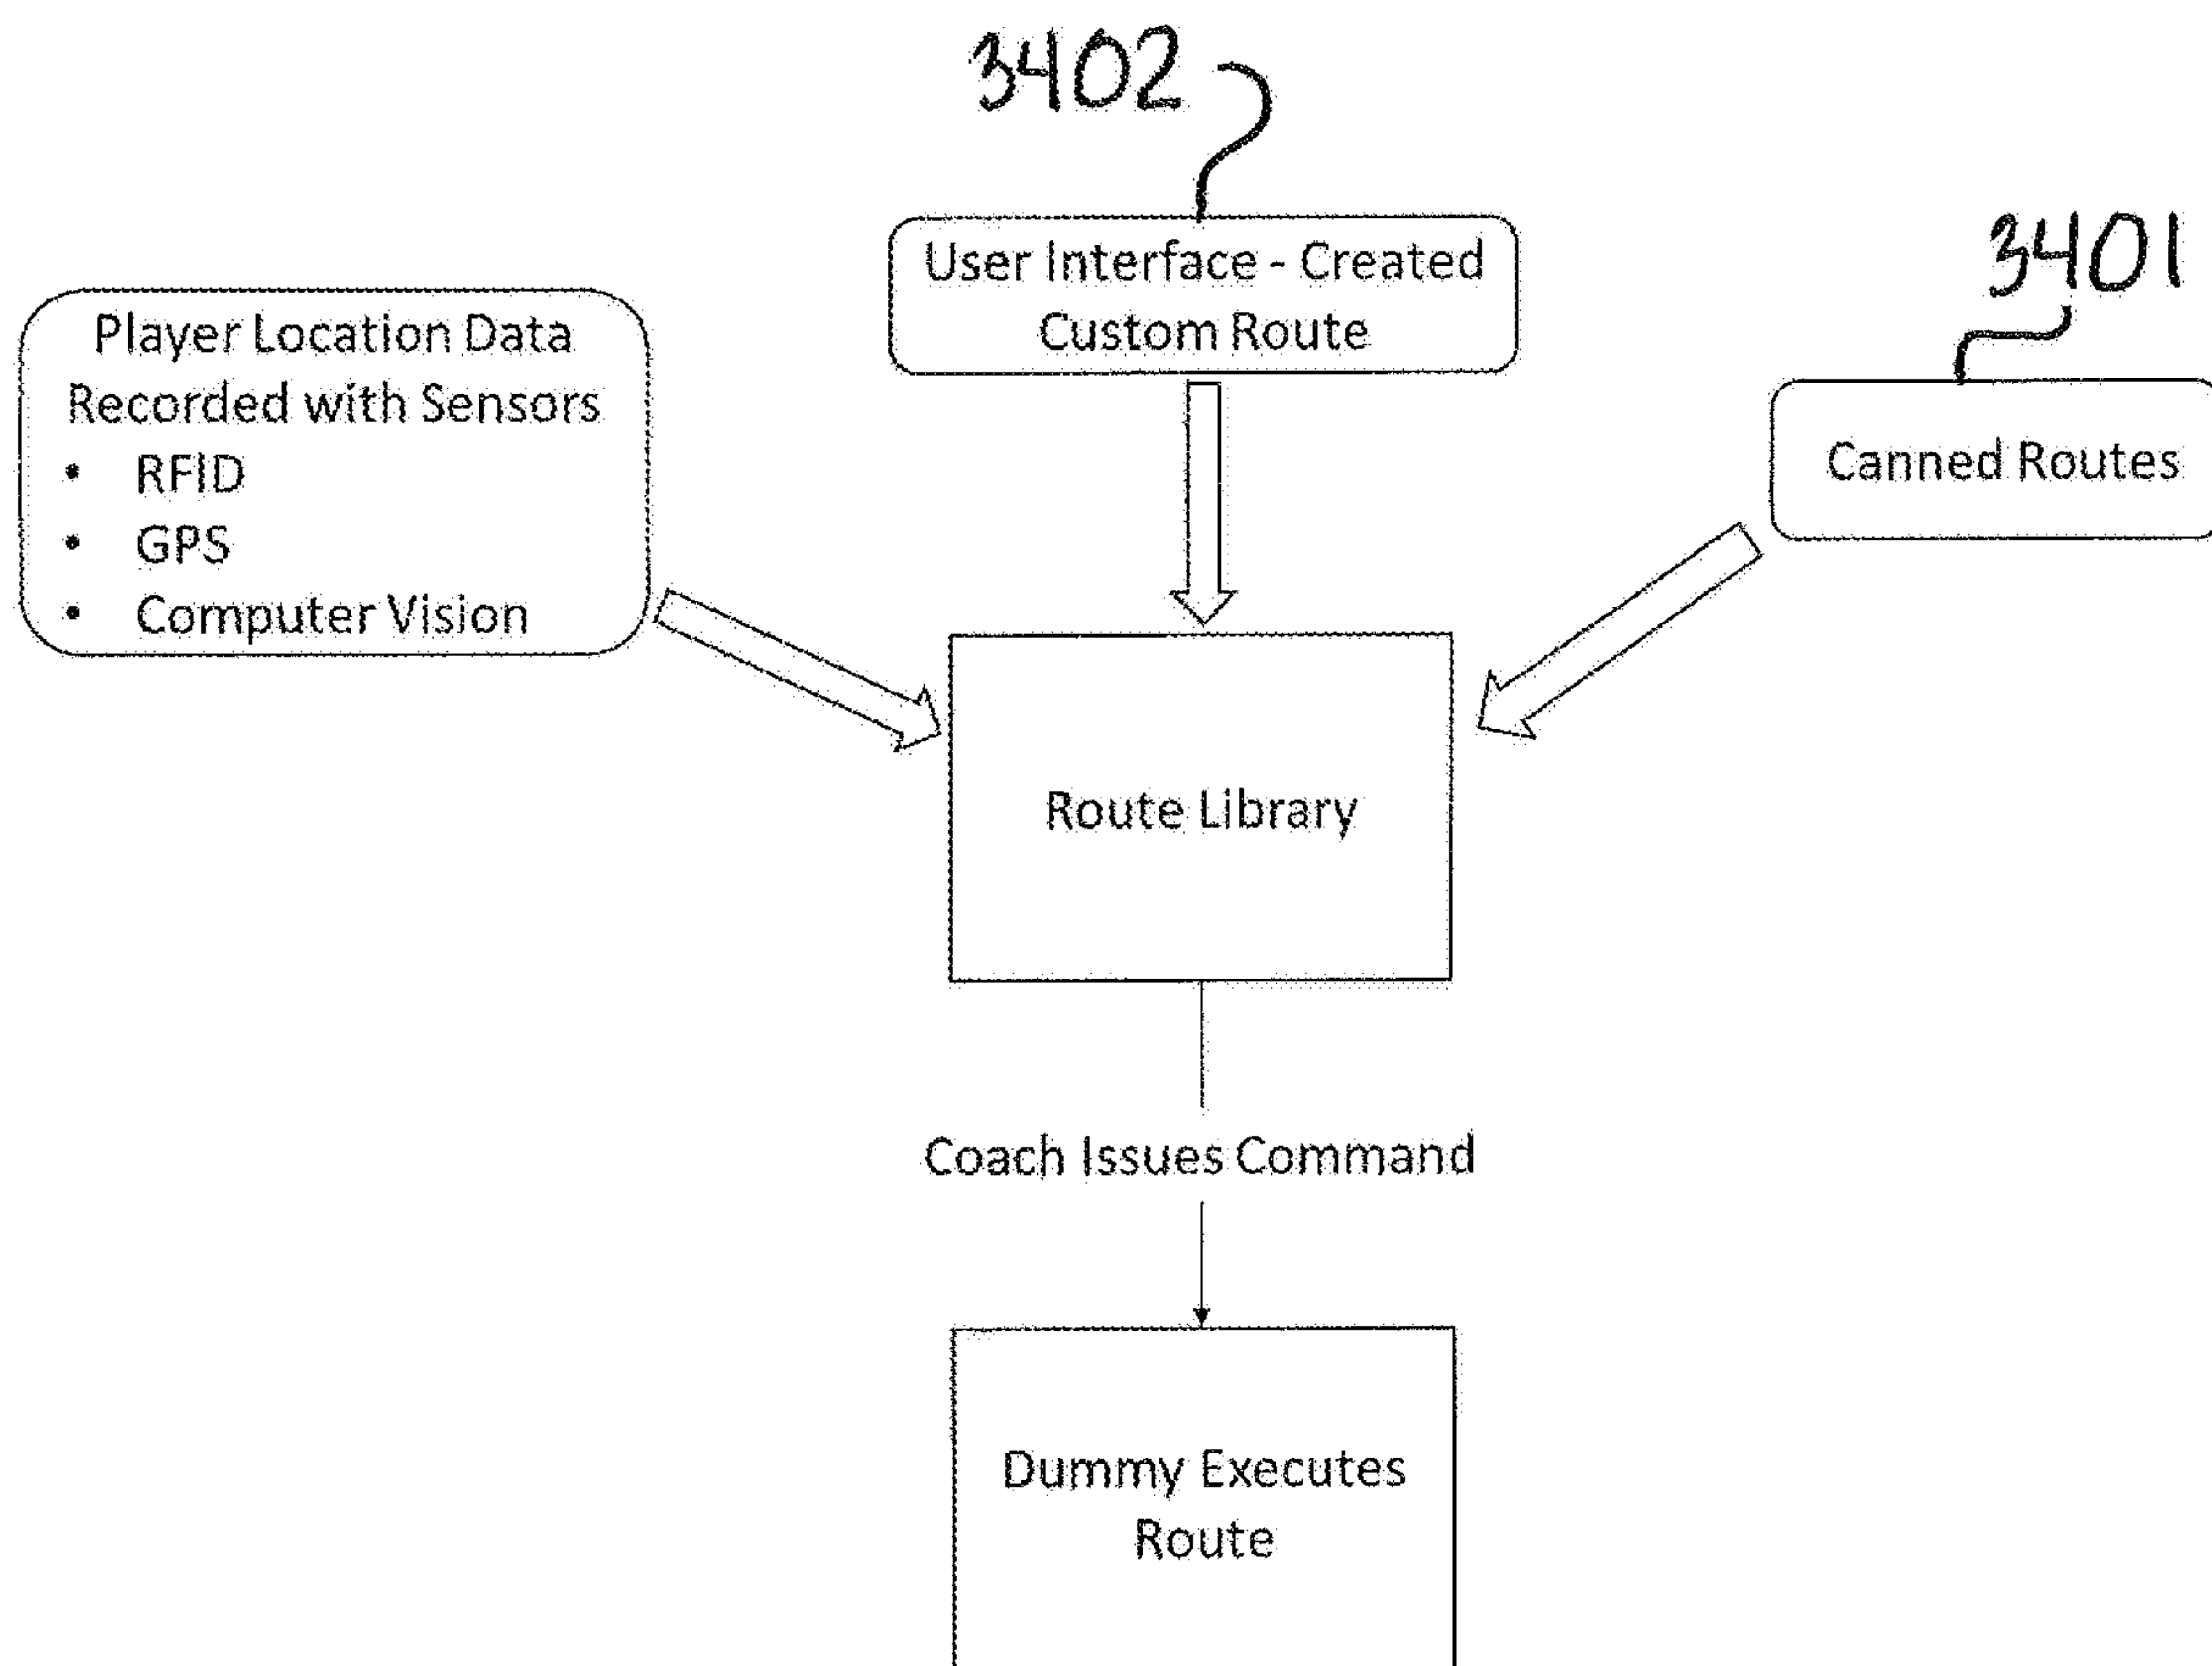 3402
User Interface - Created
Custom Route
3401
Canned Routes
Player Location Data
Recorded with Sensors
• RFID
• GPS
• Computer Vision
Route Library
Coach Issues Command
Dummy Executes
Route